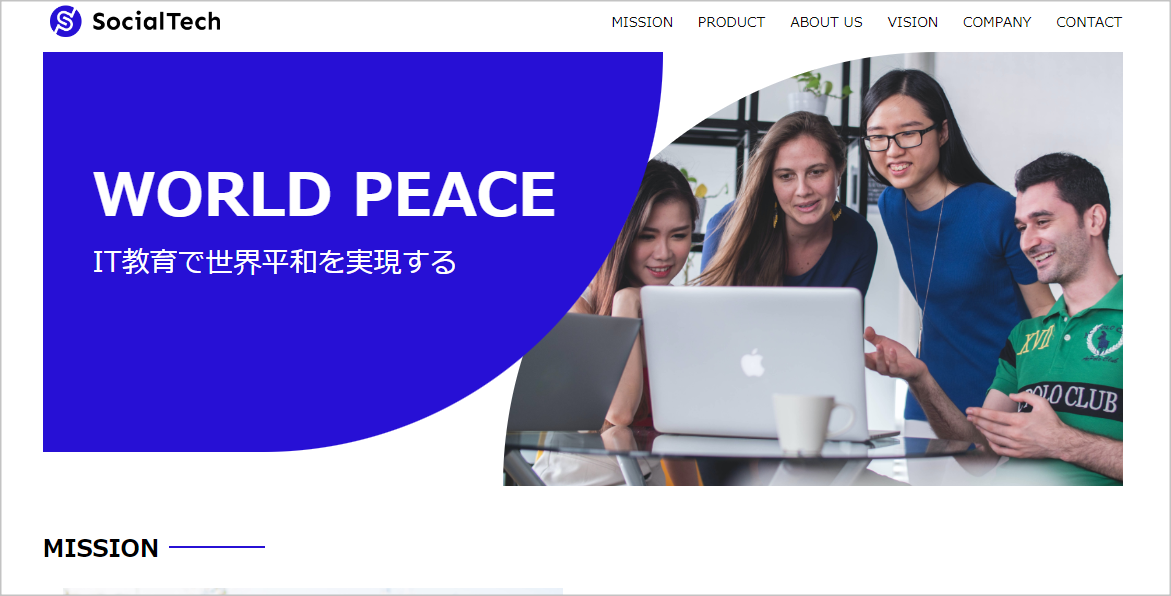 SocialTech
MISSION PRODUCT ABOUT US VISION COMPANY CONTACT
WORLD PEACE
IT教育で世界平和を実現する
XVII
POLO CLUB
MISSION